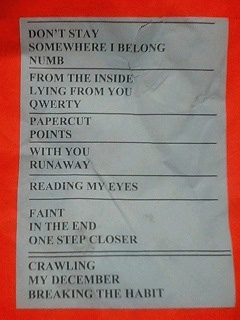 DON'T STAY
SOMEWHERE I BELONG
NUMB
FROM THE INSIDE
LYING FROM YOU
QWERTY
PAPERCUT
POINTS
WITH YOU
RUNAWAY
READING MY EYES
FAINT
IN THE END
ONE STEP CLOSER
CRAWLING
MY DECEMBER
BREAKING THE HABIT